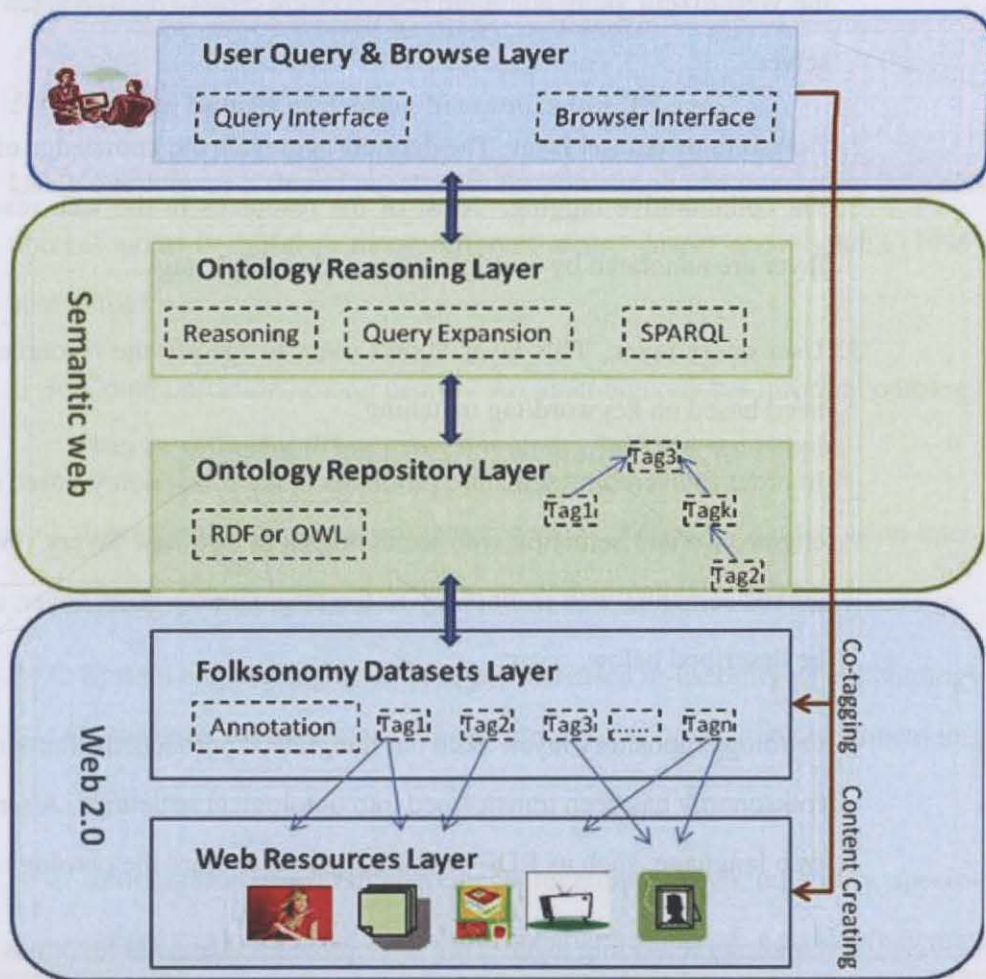 User Query & Browse Layer
Query Interface
Browser Interface
Semantic web
Ontology Reasoning Layer
Reasoning
Query Expansion
SPARQL
Ontology Repository Layer
RDF or OWL
Tag3
Tag1
Tagk
Tag2
Web 2.0
Folksonomy Datasets Layer
Annotation
Tag1
Tag2
Tag3
.....
Tagn
Web Resources Layer
Co-taggging
Content Creating